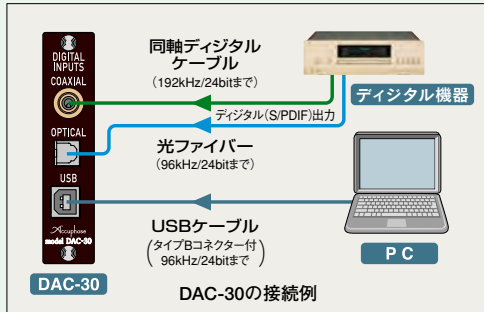 DIGITAL
INPUTS
COAXIAL
OPTICAL
USB
Accuphase
model DAC-30
DAC-30
同軸ディジタル
ケーブル
(192kHz/24bitまで)
ディジタル機器
ディジタル(S/PDIF)出力
光ファイバー
(96kHz/24bitまで)
USBケーブル
(タイプBコネクター付
96kHz/24bitまで)
PC
DAC-30の接続例